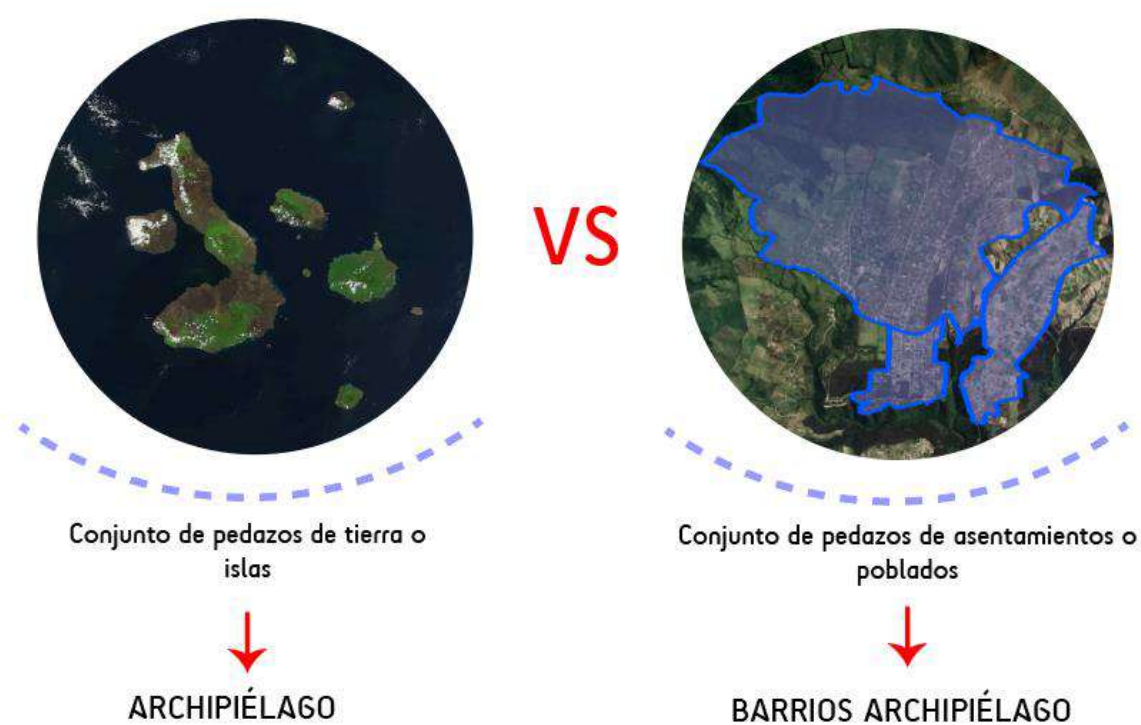 VS
Conjunto de pedazos de tierra o
islas
Conjunto de pedazos de asentamientos o
poblados
ARCHIPIÉLAGO
BARRIOS ARCHIPIÉLAGO